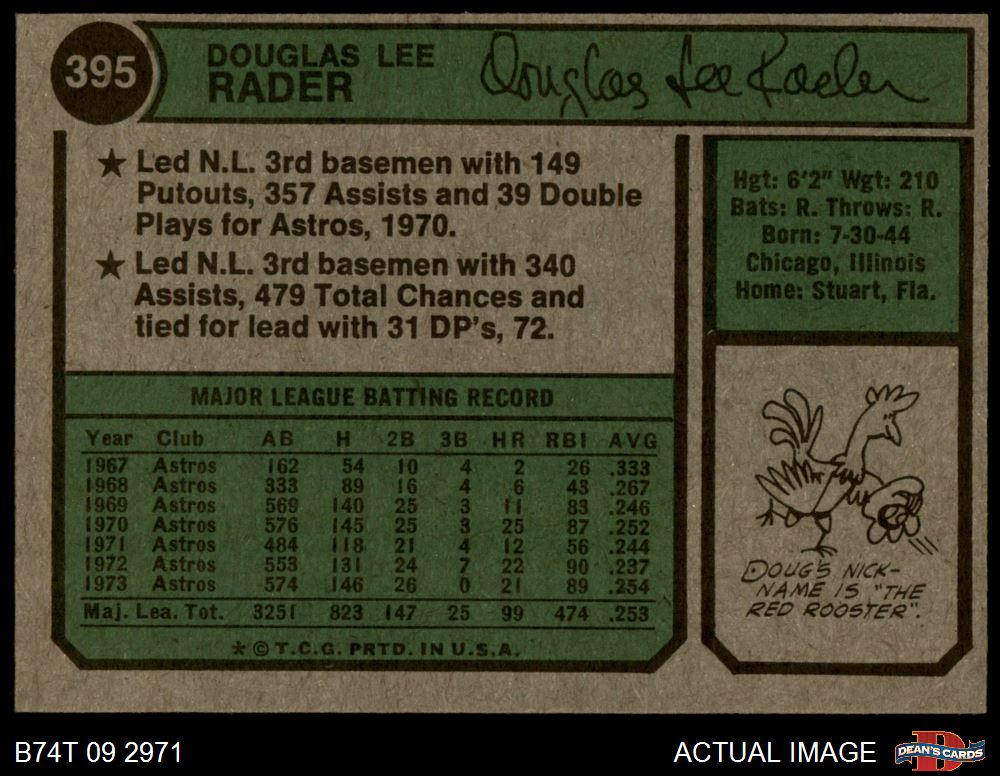 395
DOUGLAS LEE
RADER
Douglas Lee Rader
★ Led N.L. 3rd basemen with 149
Putouts, 357 Assists and 39 Double
Plays for Astros, 1970.
★ Led N.L. 3rd basemen with 340
Assists, 479 Total Chances and
tied for lead with 31 DP's, 72.
Hgt: 6'2" Wgt: 210
Bats: R. Throws: R.
Born: 7-30-44
Chicago, Illinois
Home: Stuart, Fla.
MAJOR LEAGUE BATTING RECORD
Year Club AB H 2B 3B HR RBI AVG
1967 Astros 162 54 10 4 2 26 .333
1968 Astros 333 89 16 4 6 43 .267
1969 Astros 569 140 25 3 11 83 .246
1970 Astros 576 145 25 3 25 87 .252
1971 Astros 484 118 21 4 12 56 .244
1972 Astros 553 131 24 7 22 90 .237
1973 Astros 574 146 26 0 21 89 .254
Maj. Lea. Tot. 3251 823 147 25 99 474 .253
* © T.C.G. PRTD. IN U.S.A.
DOUG'S NICK-
NAME IS "THE
RED ROOSTER".
B74T 09 2971
ACTUAL IMAGE
DEAN'S CARDS